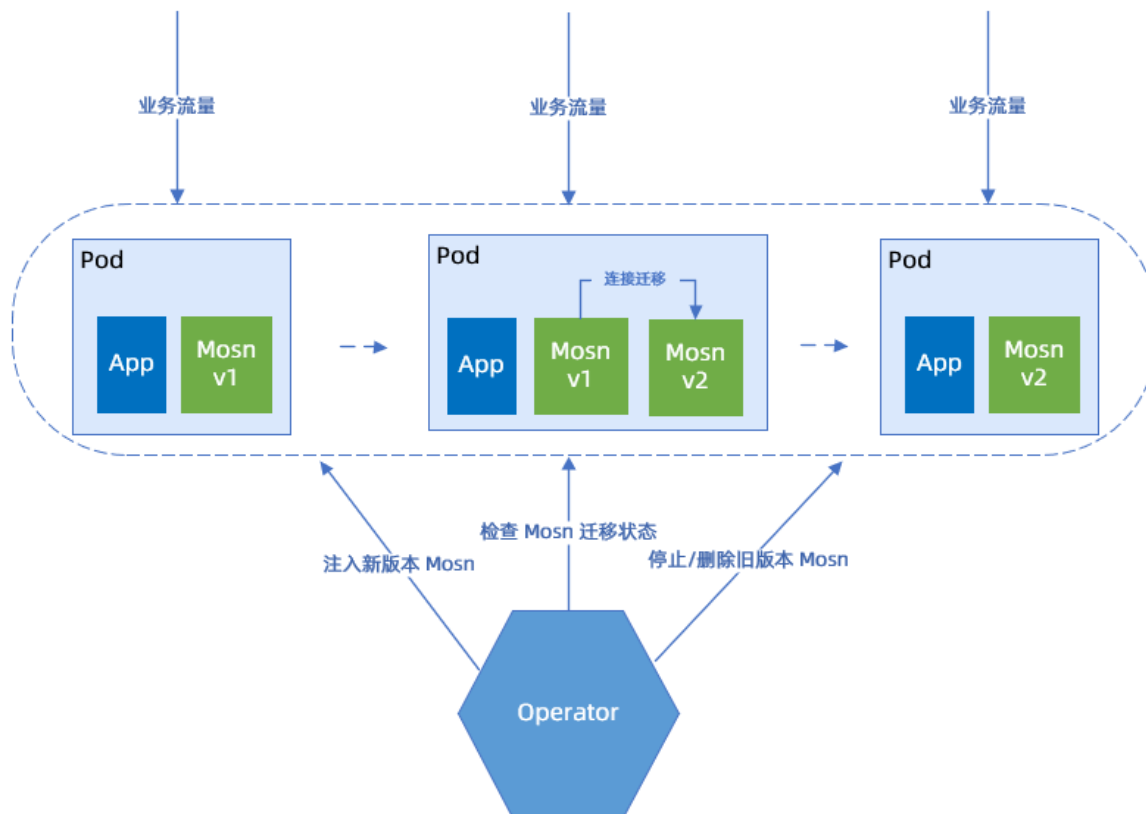 业务流量
业务流量
业务流量
Pod
App
Mosn
v1
Pod
连接迁移
App
Mosn
v1
Mosn
v2
Pod
App
Mosn
v2
注入新版本 Mosn
检查 Mosn 迁移状态
停止/删除旧版本 Mosn
Operator